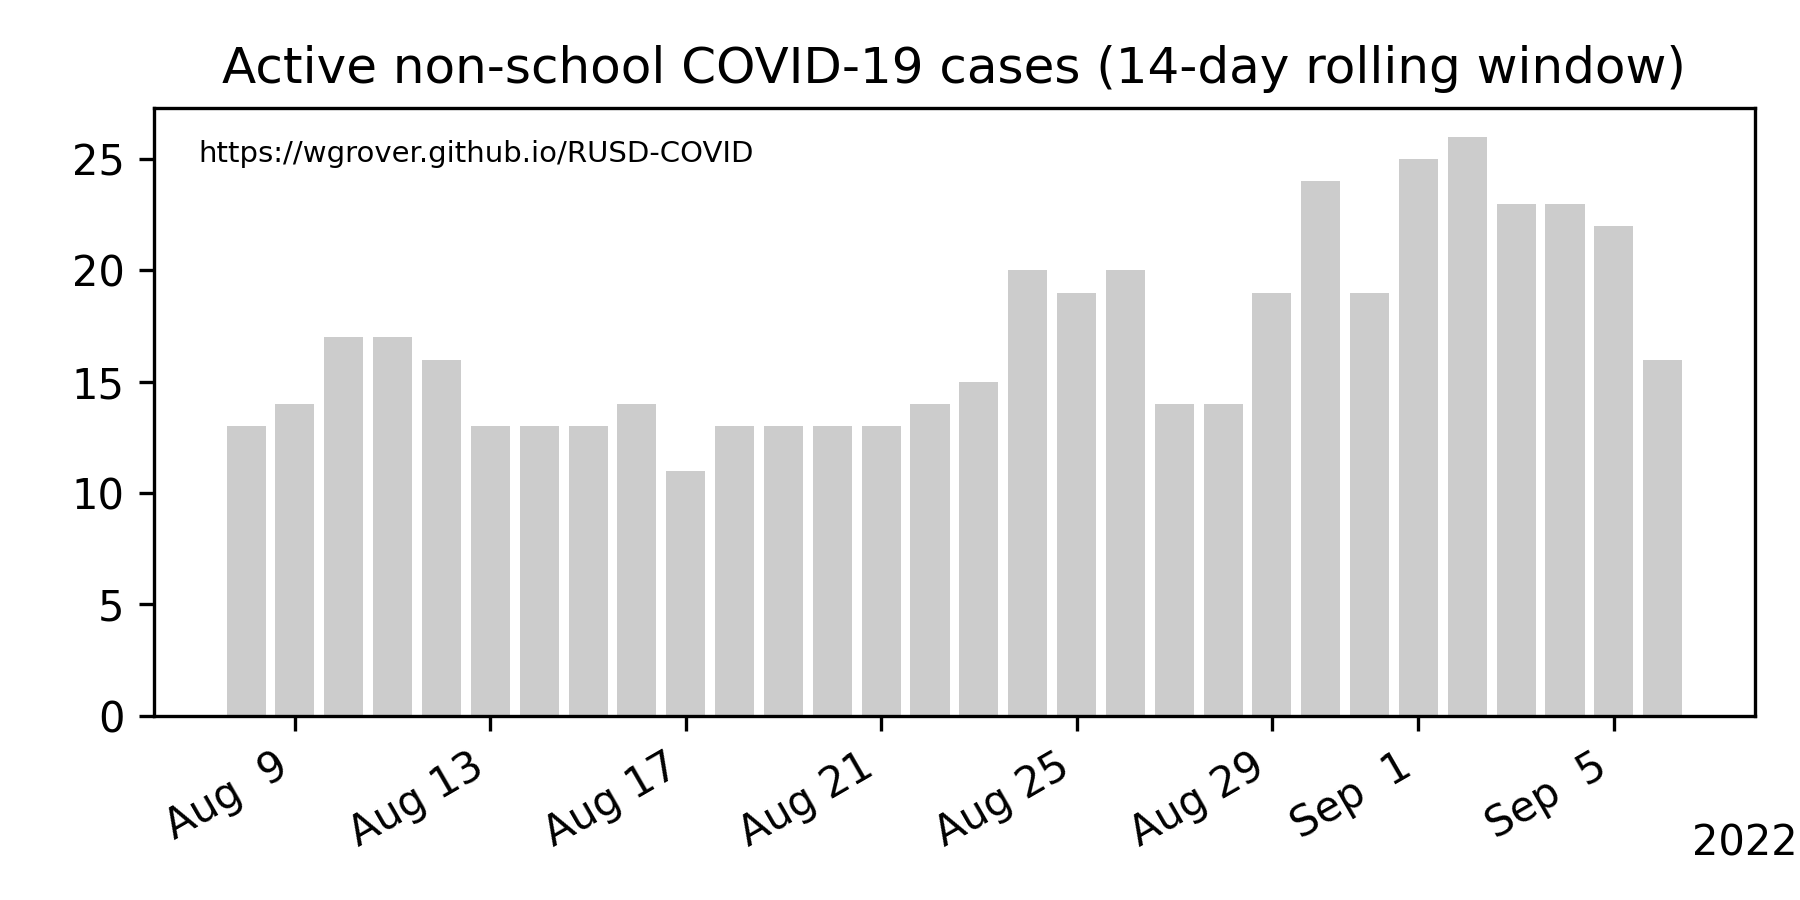 Active non-school COVID-19 cases (14-day rolling window)
https://wgrover.github.io/RUSD-COVID
25
20
15
10
5
0
Aug 9
Aug 13
Aug 17
Aug 21
Aug 25
Aug 29
Sep 1
Sep 5
2022